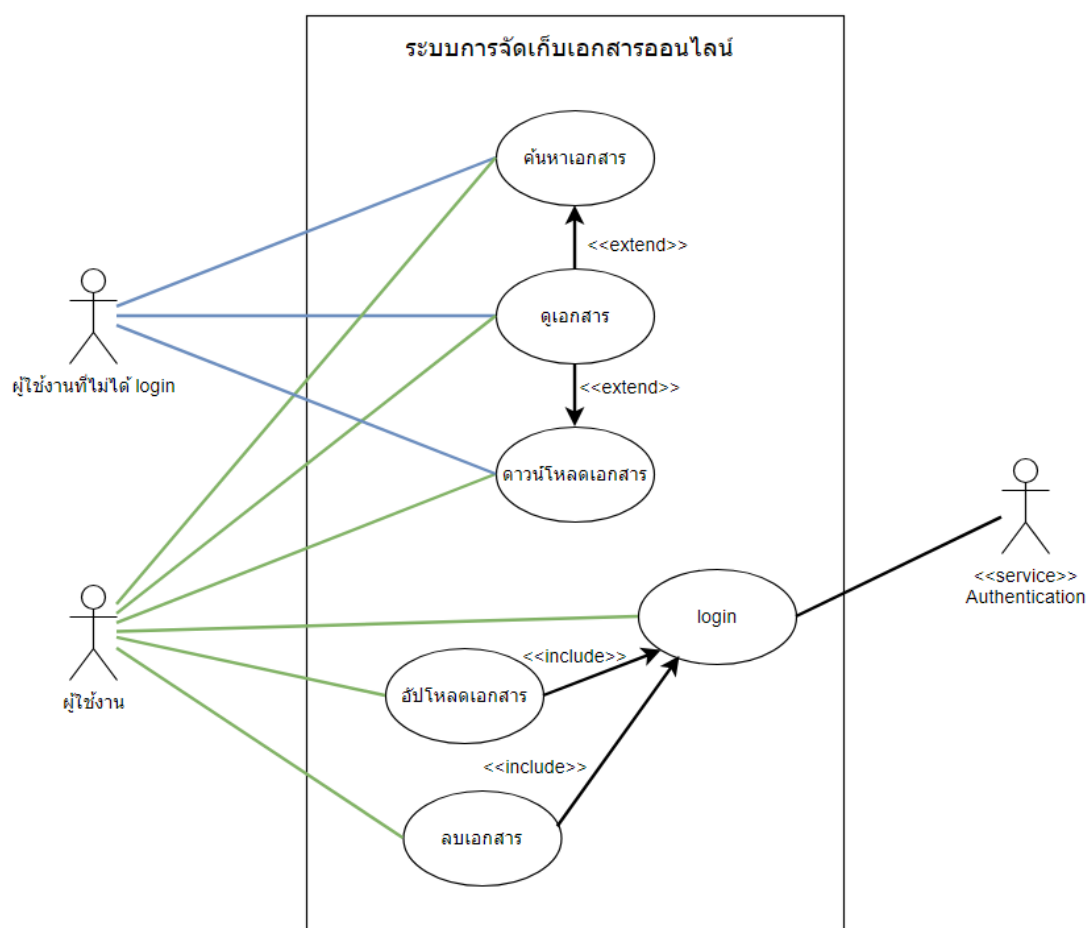 ระบบการจัดเก็บเอกสารออนไลน์
ค้นหาเอกสาร
<<extend>>
ดูเอกสาร
ผู้ใช้งานที่ไม่ได้ login
<<extend>>
ดาวน์โหลดเอกสาร
<<service>>
Authentication
login
<<include>>
อัปโหลดเอกสาร
ผู้ใช้งาน
<<include>>
ลบเอกสาร